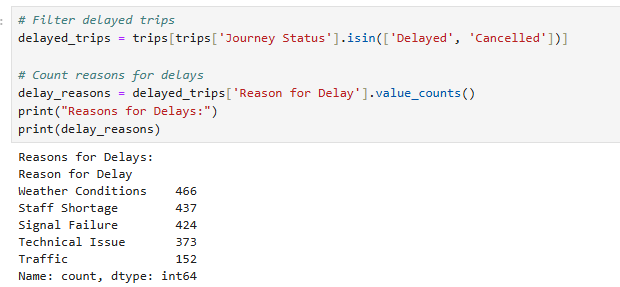 # Filter delayed trips
delayed_trips = trips[trips['Journey Status'].isin(['Delayed', 'Cancelled'])]
# Count reasons for delays
delay_reasons = delayed_trips['Reason for Delay'].value_counts()
print("Reasons for Delays:")
print(delay_reasons)
Reasons for Delays:
Reason for Delay
Weather Conditions    466
Staff Shortage        437
Signal Failure        424
Technical Issue       373
Traffic               152
Name: count, dtype: int64